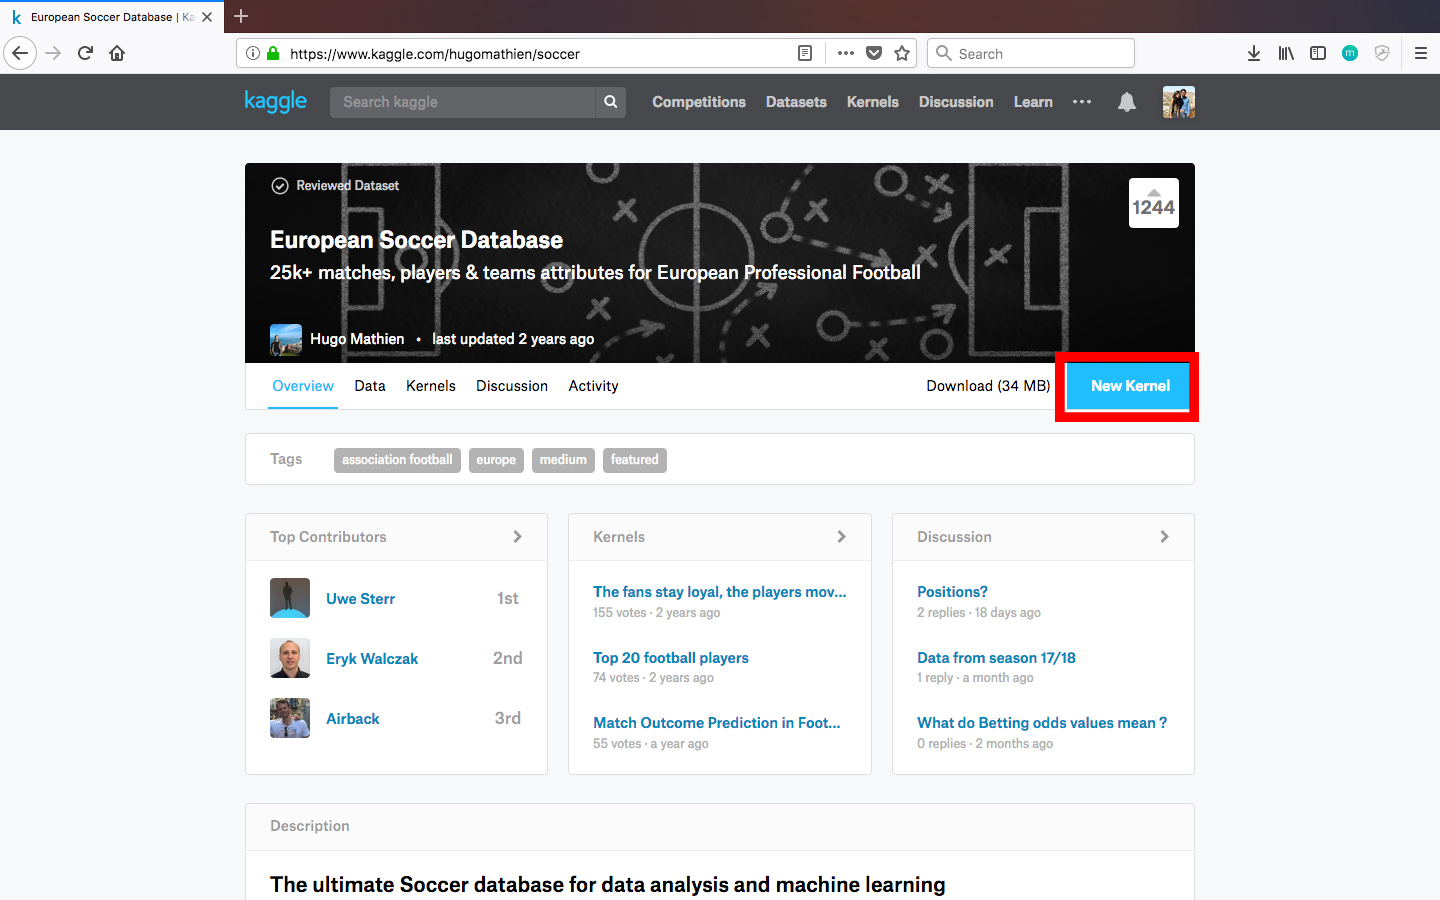 European Soccer Database | Ka
https://www.kaggle.com/hugomathien/soccer
Search
m
kaggle
Search kaggle
Competitions Datasets Kernels Discussion Learn
Reviewed Dataset
1244
European Soccer Database
25k+ matches, players & teams attributes for European Professional Football
Hugo Mathien • last updated 2 years ago
Overview Data Kernels Discussion Activity Download (34 MB) New Kernel
Tags association football europe medium featured
Top Contributors
Uwe Sterr 1st
Eryk Walczak 2nd
Airback 3rd
Kernels
The fans stay loyal, the players mov...
155 votes · 2 years ago
Top 20 football players
74 votes · 2 years ago
Match Outcome Prediction in Foot...
55 votes · a year ago
Discussion
Positions?
2 replies · 18 days ago
Data from season 17/18
1 reply · a month ago
What do Betting odds values mean ?
0 replies · 2 months ago
Description
The ultimate Soccer database for data analysis and machine learning